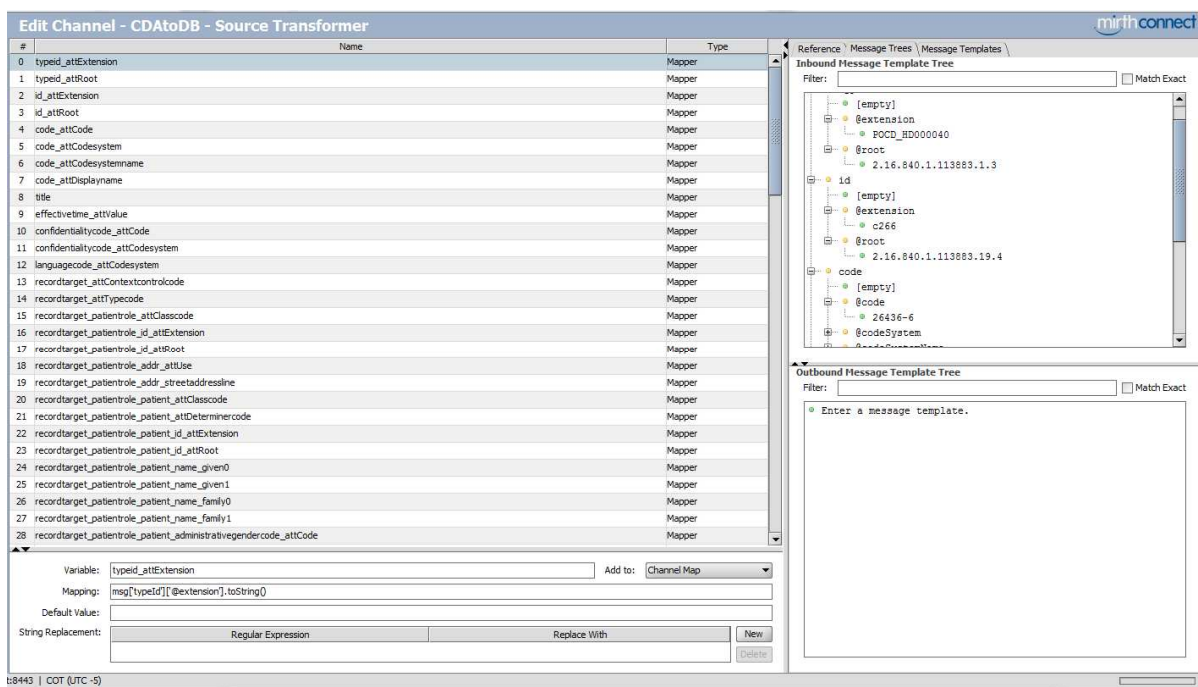 Edit Channel - CDAtoDB - Source Transformer
mirthconnect
# Name Type
0 typeid_attExtension Mapper
1 typeid_attRoot Mapper
2 id_attExtension Mapper
3 id_attRoot Mapper
4 code_attCode Mapper
5 code_attCodesystem Mapper
6 code_attCodesystemname Mapper
7 code_attDisplayname Mapper
8 title Mapper
9 effectivetime_attValue Mapper
10 confidentialitycode_attCode Mapper
11 confidentialitycode_attCodesystem Mapper
12 languagecode_attCodesystem Mapper
13 recordtarget_attContextcontrolcode Mapper
14 recordtarget_attTypecode Mapper
15 recordtarget_patientrole_attClasscode Mapper
16 recordtarget_patientrole_id_attExtension Mapper
17 recordtarget_patientrole_id_attRoot Mapper
18 recordtarget_patientrole_addr_attUse Mapper
19 recordtarget_patientrole_addr_streetaddressline Mapper
20 recordtarget_patientrole_patient_attClasscode Mapper
21 recordtarget_patientrole_patient_attDeterminercode Mapper
22 recordtarget_patientrole_patient_id_attExtension Mapper
23 recordtarget_patientrole_patient_id_attRoot Mapper
24 recordtarget_patientrole_patient_name_given0 Mapper
25 recordtarget_patientrole_patient_name_given1 Mapper
26 recordtarget_patientrole_patient_name_family0 Mapper
27 recordtarget_patientrole_patient_name_family1 Mapper
28 recordtarget_patientrole_patient_administrativegendercode_attCode Mapper
Variable: typeid_attExtension Add to: Channel Map
Mapping: msg['typeId']['@extension'].toString()
Default Value:
String Replacement: Regular Expression Replace With New
Delete
Reference Message Trees Message Templates
Inbound Message Template Tree
Filter: Match Exact
[empty]
@extension
POCD_HD000040
@root
2.16.840.1.113883.1.3
id
[empty]
@extension
c266
@root
2.16.840.1.113883.19.4
code
[empty]
@code
26436-6
@codeSystem
@codeSystemName
Outbound Message Template Tree
Filter: Match Exact
Enter a message template.
t:8443 | COT (UTC -5)